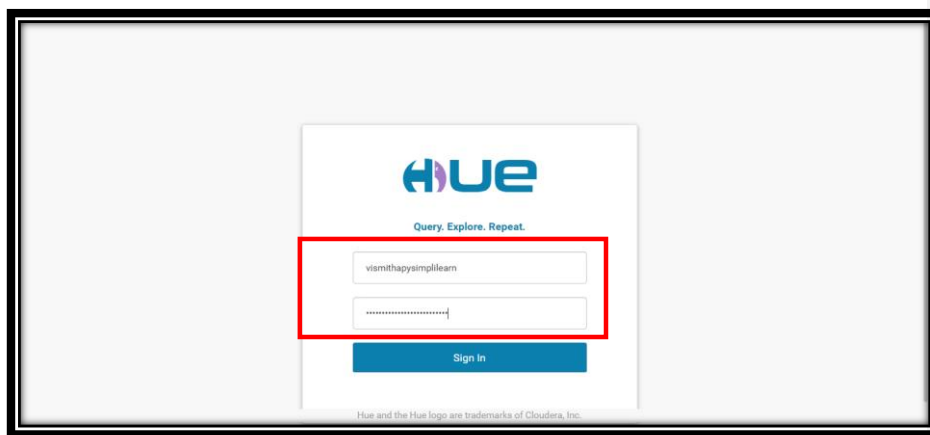 HUE
Query. Explore. Repeat.
vismithapysimplilearn
Sign In
Hue and the Hue logo are trademarks of Cloudera, Inc.